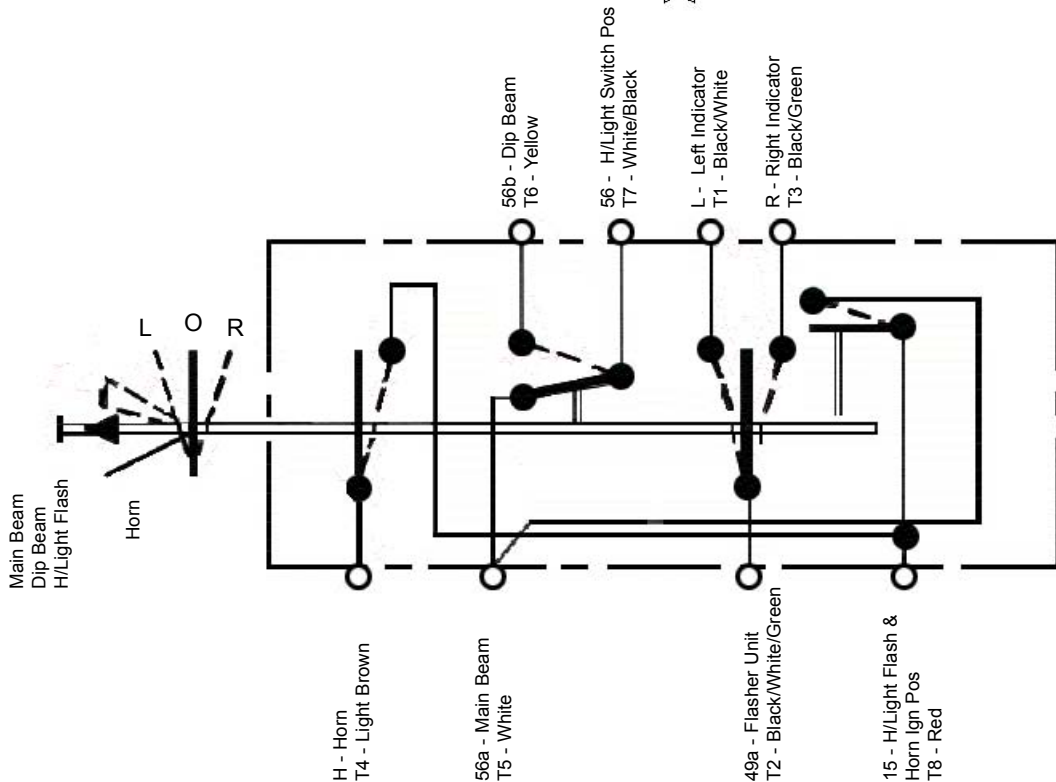 Main Beam
Dip Beam
H/Light Flash
Horn
L
O
R
H - Horn
T4 - Light Brown
56a - Main Beam
T5 - White
49a - Flasher Unit
T2 - Black/White/Green
15 - H/Light Flash &
Horn Ign Pos
T8 - Red
56b - Dip Beam
T6 - Yellow
56 - H/Light Switch Pos
T7 - White/Black
L - Left Indicator
T1 - Black/White
R - Right Indicator
T3 - Black/Green